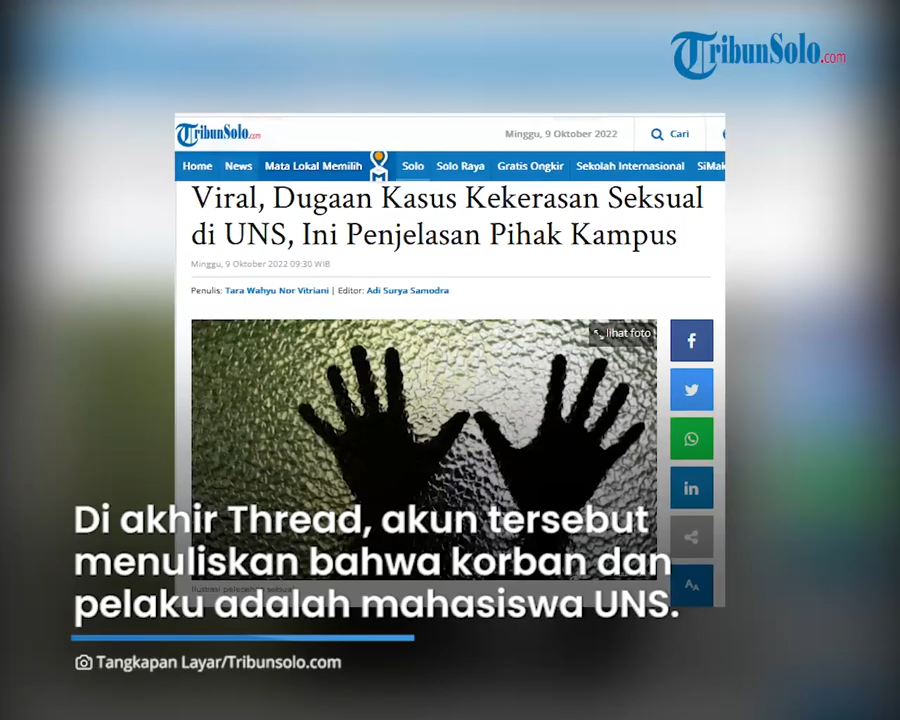 TribunSolo.com
TribunSolo.com
Minggu, 9 Oktober 2022
Cari
Home News Mata Lokal Memilih Solo Solo Raya Gratis Ongkir Sekolah Internasional SiMak
Viral, Dugaan Kasus Kekerasan Seksual
di UNS, Ini Penjelasan Pihak Kampus
Minggu, 9 Oktober 2022 09:30 WIB
Penulis: Tara Wahyu Nor Vitriani | Editor: Adi Surya Samodra
lihat foto
Di akhir Thread, akun tersebut
menuliskan bahwa korban dan
pelaku adalah mahasiswa UNS.
AA
Tangkapan Layar/Tribunsolo.com